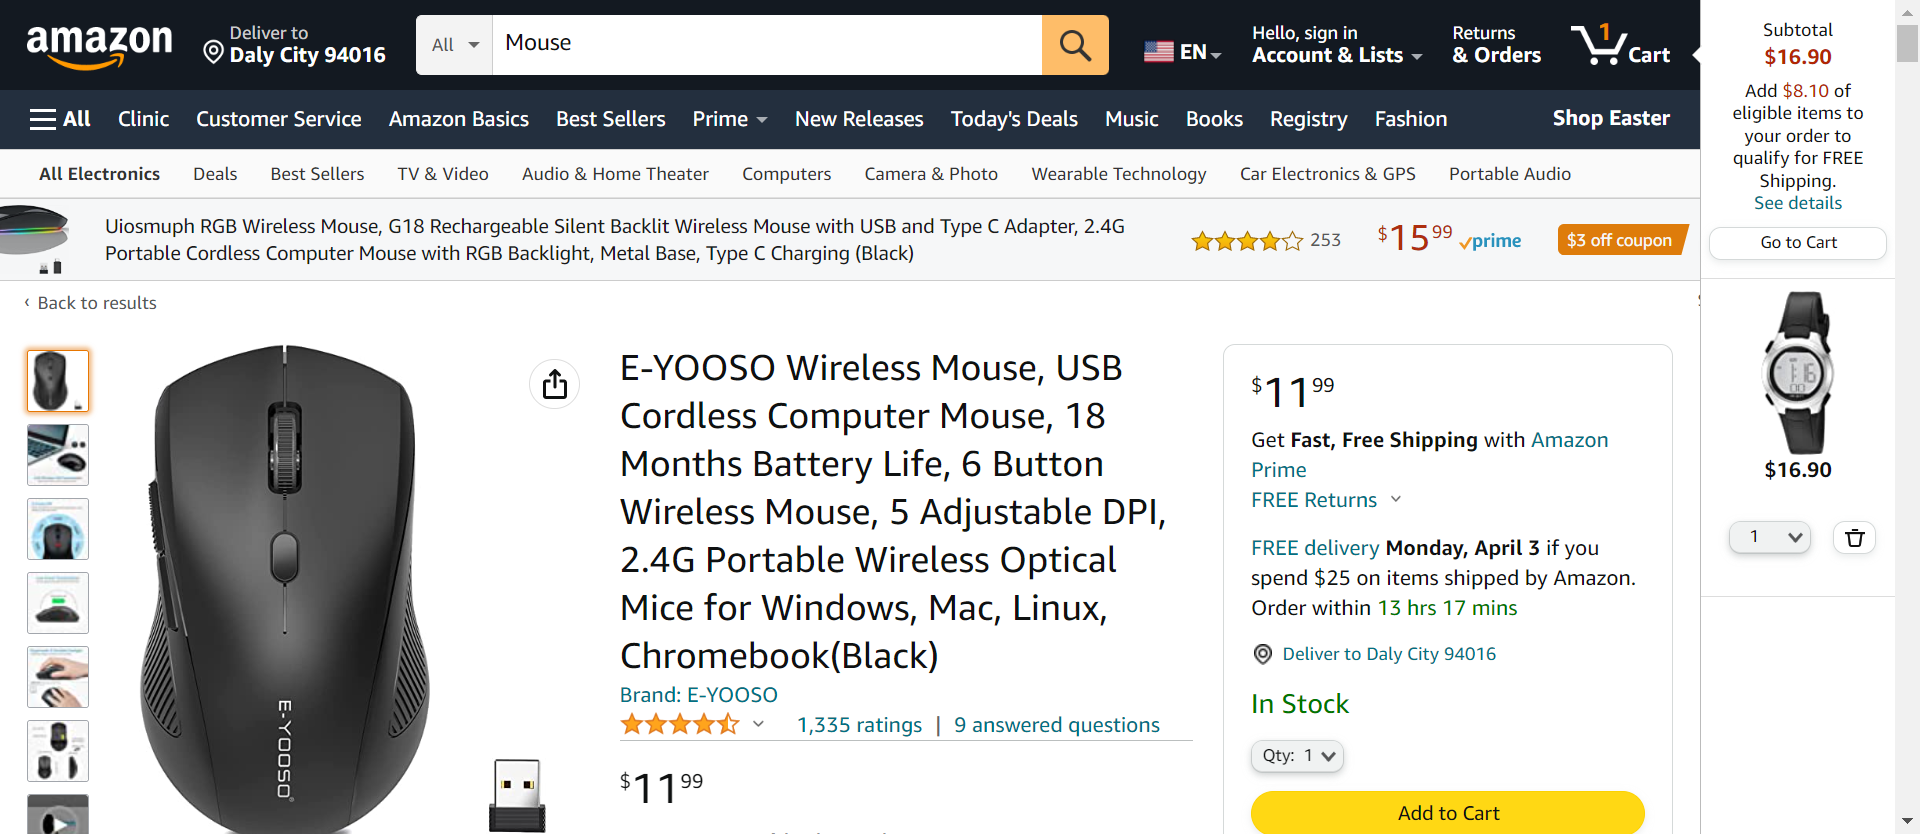 amazon
Deliver to
Daly City 94016
All
Mouse
EN
Hello, sign in
Account & Lists
Returns
& Orders
1
Cart
All
Clinic
Customer Service
Amazon Basics
Best Sellers
Prime
New Releases
Today's Deals
Music
Books
Registry
Fashion
Shop Easter
All Electronics
Deals
Best Sellers
TV & Video
Audio & Home Theater
Computers
Camera & Photo
Wearable Technology
Car Electronics & GPS
Portable Audio
Uiosmuph RGB Wireless Mouse, G18 Rechargeable Silent Backlit Wireless Mouse with USB and Type C Adapter, 2.4G
Portable Cordless Computer Mouse with RGB Backlight, Metal Base, Type C Charging (Black)
253
$15 99
prime
$3 off coupon
‹ Back to results
E-YOOSO
E-YOOSO Wireless Mouse, USB
Cordless Computer Mouse, 18
Months Battery Life, 6 Button
Wireless Mouse, 5 Adjustable DPI,
2.4G Portable Wireless Optical
Mice for Windows, Mac, Linux,
Chromebook(Black)
Brand: E-YOOSO
1,335 ratings | 9 answered questions
$11 99
$11 99
Get Fast, Free Shipping with Amazon
Prime
FREE Returns
FREE delivery Monday, April 3 if you
spend $25 on items shipped by Amazon.
Order within 13 hrs 17 mins
Deliver to Daly City 94016
In Stock
Qty: 1
Add to Cart
Subtotal
$16.90
Add $8.10 of
eligible items to
your order to
qualify for FREE
Shipping.
See details
Go to Cart
$16.90
1